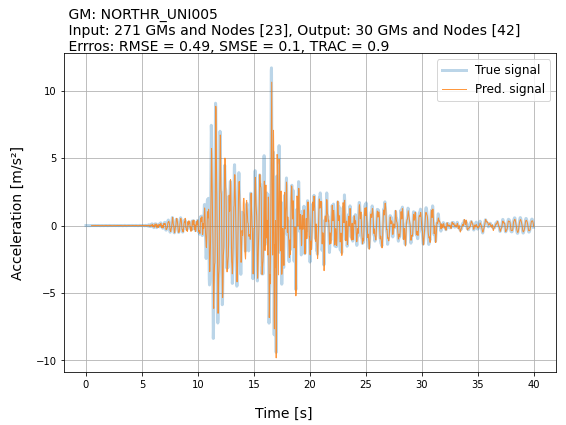 GM: NORTHR_UNI005
Input: 271 GMs and Nodes [23], Output: 30 GMs and Nodes [42]
Erros: RMSE = 0.49, SMSE = 0.1, TRAC = 0.9
True signal
Pred. signal
Acceleration [m/s²]
10
5
0
−5
−10
0 5 10 15 20 25 30 35 40
Time [s]